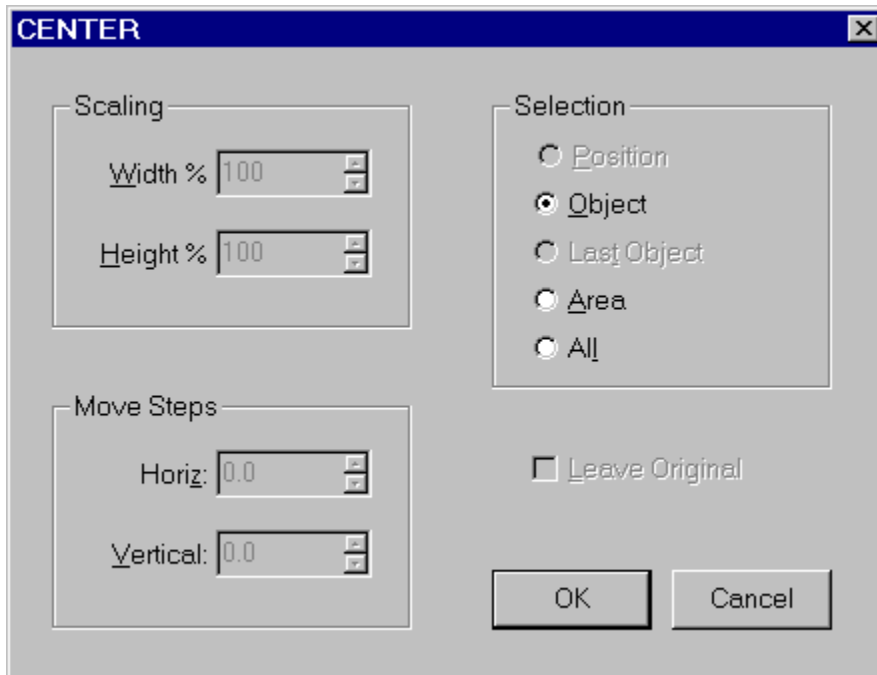 CENTER
Scaling
Width % 100
Height % 100
Move Steps
Horiz: 0.0
Vertical: 0.0
Selection
Position
Object
Last Object
Area
All
Leave Original
OK
Cancel